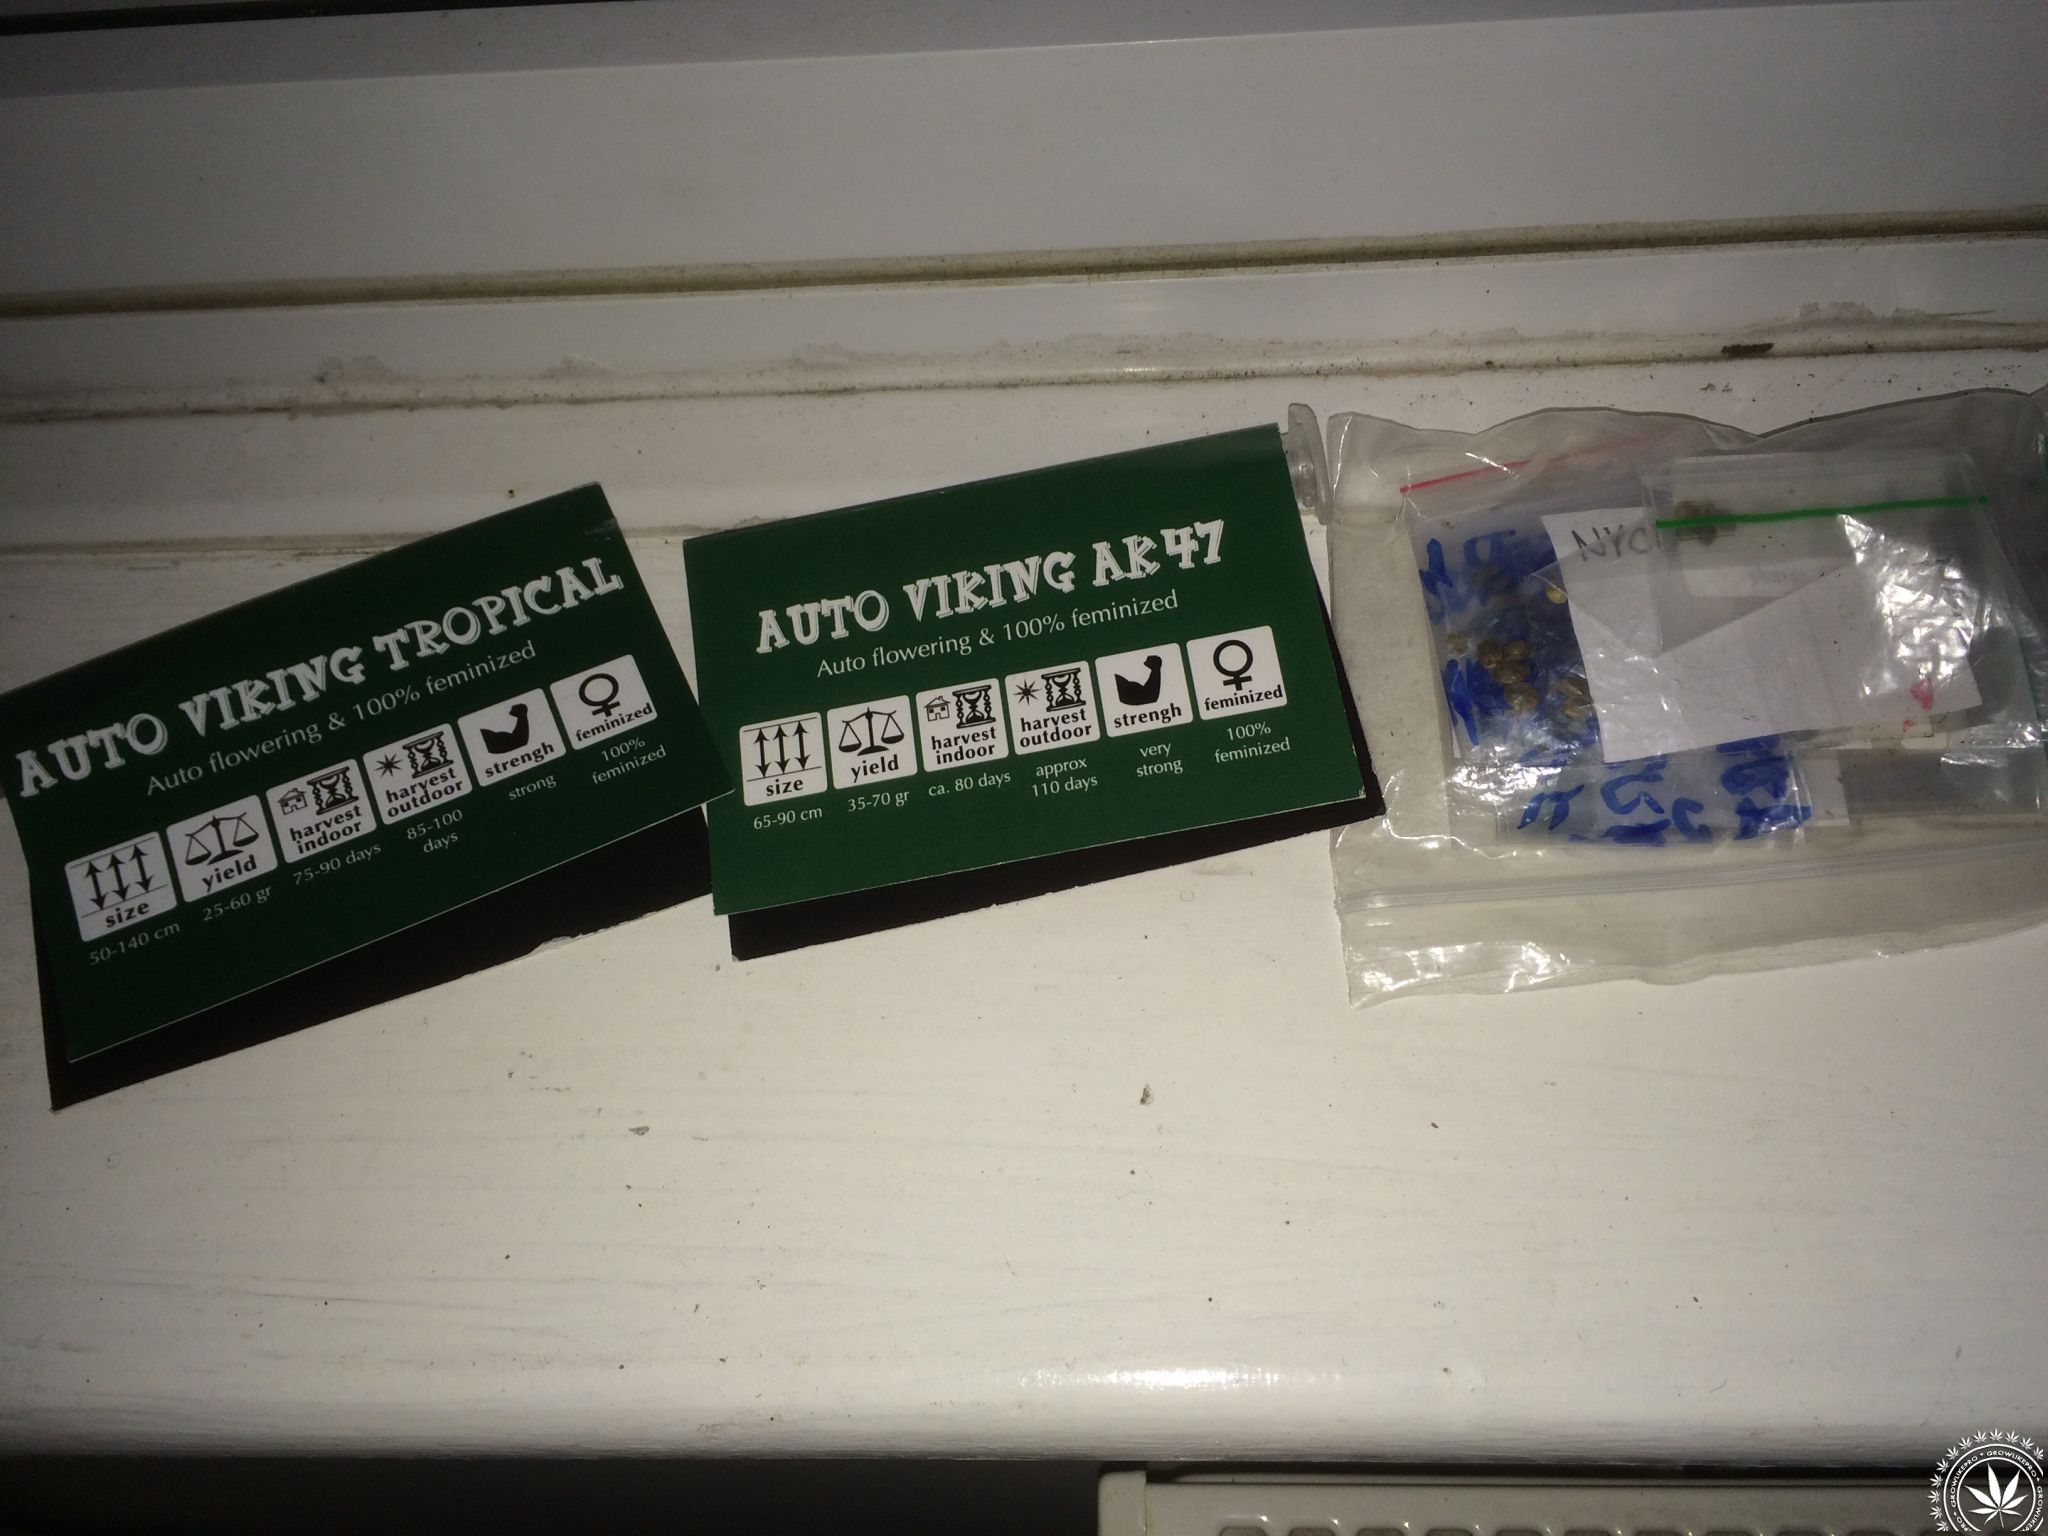 AUTO VIKING TROPICAL
Auto flowering & 100% feminized
size
yield
harvest
indoor
harvest
outdoor
strengh
feminized
50-140 cm
25-60 gr
75-90 days
85-100
days
strong
100%
feminized
AUTO VIKING AK47
Auto flowering & 100% feminized
size
yield
harvest
indoor
harvest
outdoor
strengh
feminized
65-90 cm
35-70 gr
ca. 80 days
approx
110 days
very
strong
100%
feminized
NYC
GROWLIKEPRO